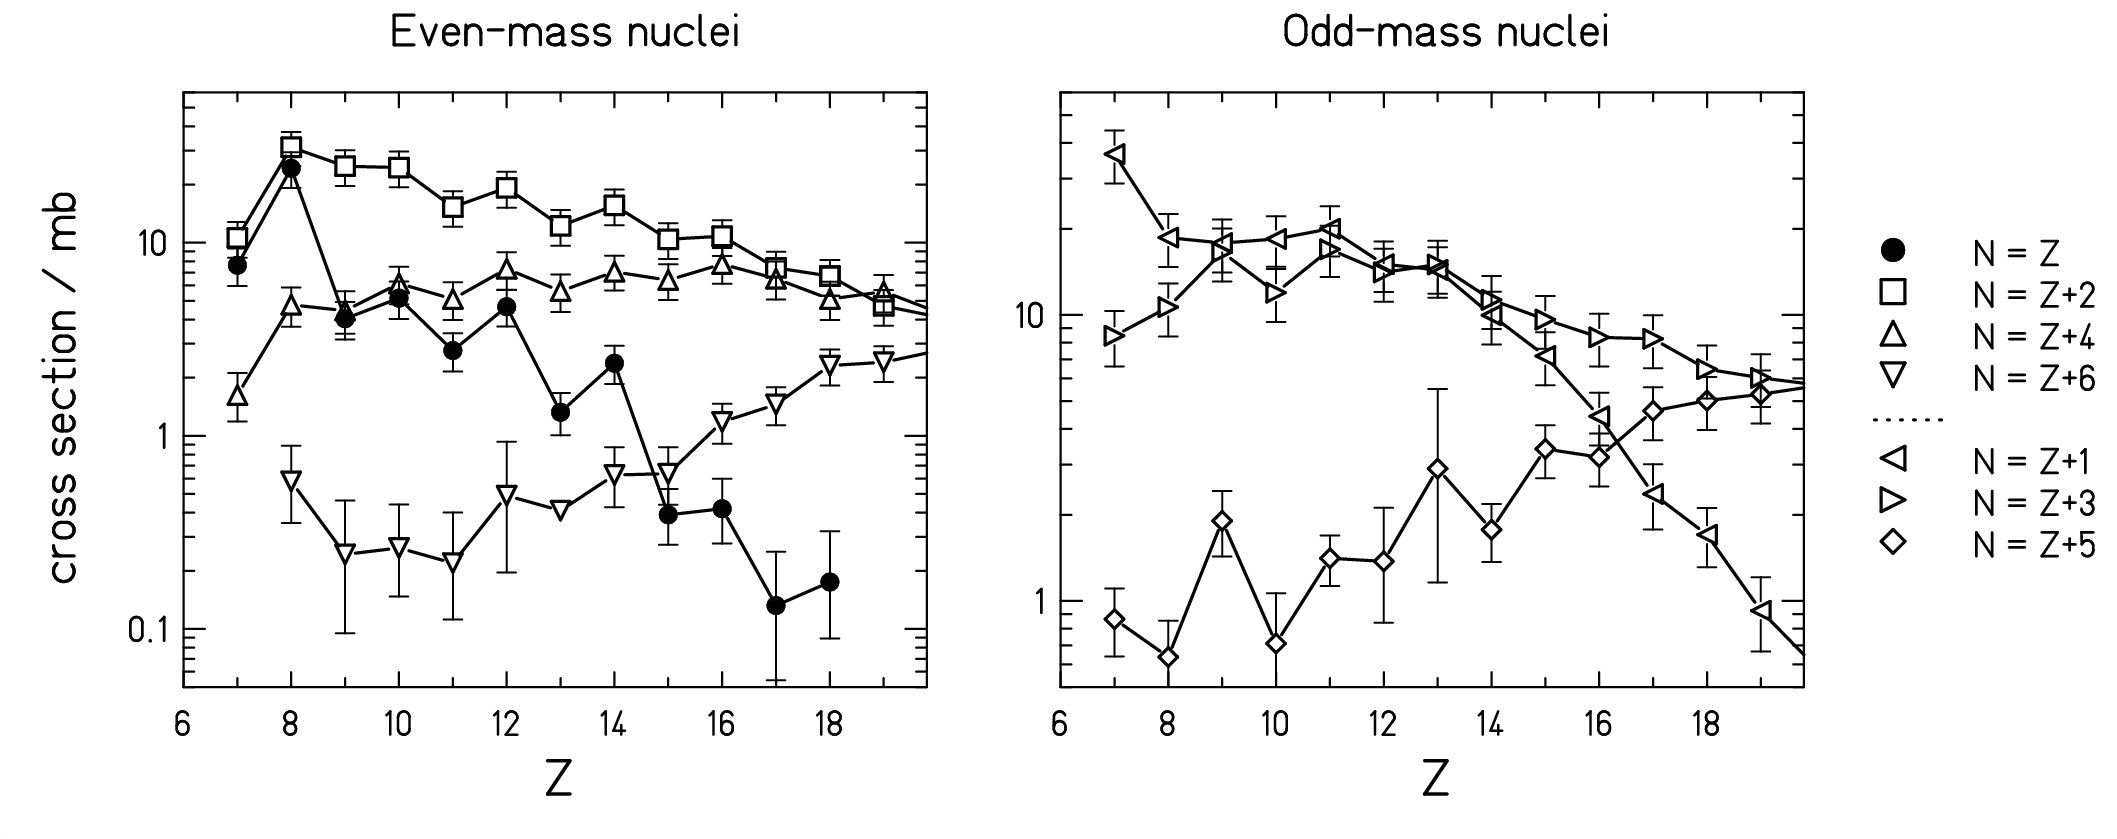 Even-mass nuclei
Odd-mass nuclei
cross section / mb
10
1
0.1
6 8 10 12 14 16 18
Z
10
1
6 8 10 12 14 16 18
Z
N = Z
N = Z+2
N = Z+4
N = Z+6
N = Z+1
N = Z+3
N = Z+5